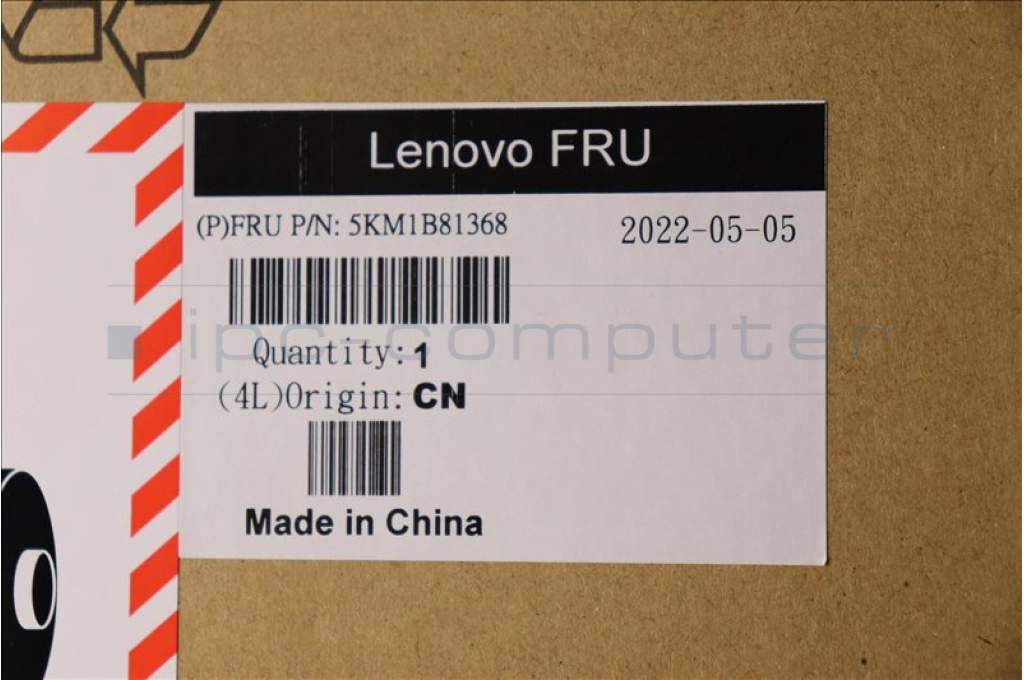 Lenovo FRU
(P)FRU P/N: 5KM1B81368
2022-05-05
ipc-computer
Quantity: 1
(4L)Origin: CN
Made in China